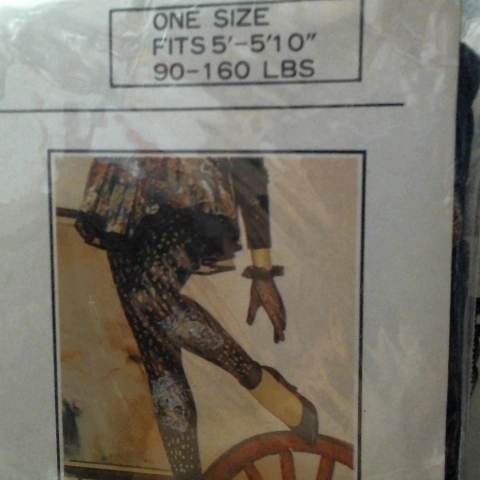 ONE SIZE
FITS 5'-5'10"
90-160 LBS